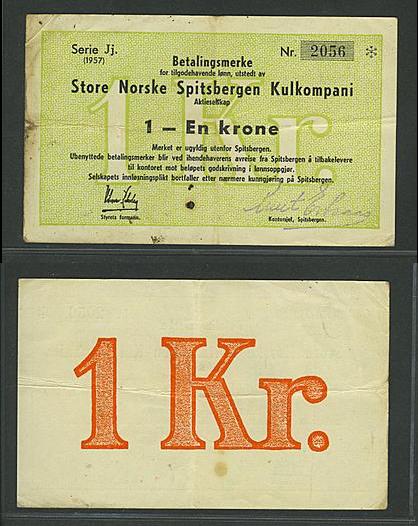 Serie Jj.
(1957)
Nr. 2056 ✻
Betalingsmerke
for tilgodehavende lønn, utstedt av
Store Norske Spitsbergen Kulkompani
Aktieselskap
1 Kr.
1 — En krone
Merket er ugyldig utenfor Spitsbergen.
Ubenyttede betalingsmerker blir ved ihendehaverens avreise fra Spitsbergen å tilbakelevere
til kontoret mot beløpets godskrivning i lønnsoppgjør.
Selskapets innløsningsplikt bortfaller etter nærmere kunngjøring på Spitsbergen.
Styrets formann.
Kontorsjef, Spitsbergen.
1 Kr.